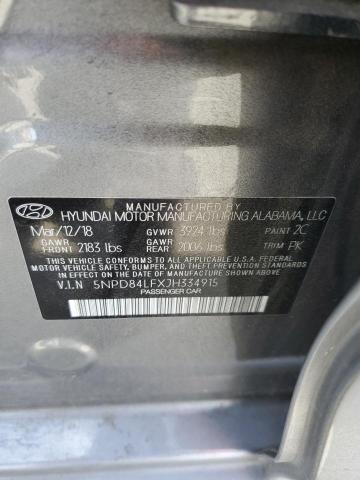 MANUFACTURED BY
HYUNDAI MOTOR MANUFACTURING ALABAMA, LLC
Mar/12/18 GVWR 3924 lbs PAINT 2C
GAWR FRONT 2183 lbs GAWR REAR 2006 lbs TRIM PK
THIS VEHICLE CONFORMS TO ALL APPLICABLE U.S. FEDERAL
MOTOR VEHICLE SAFETY, BUMPER, AND THEFT PREVENTION
STANDARDS IN EFFECT ON THE DATE OF MANUFACTURE SHOWN ABOVE.
V.I.N 5NPD84LFXJH334915
PASSENGER CAR